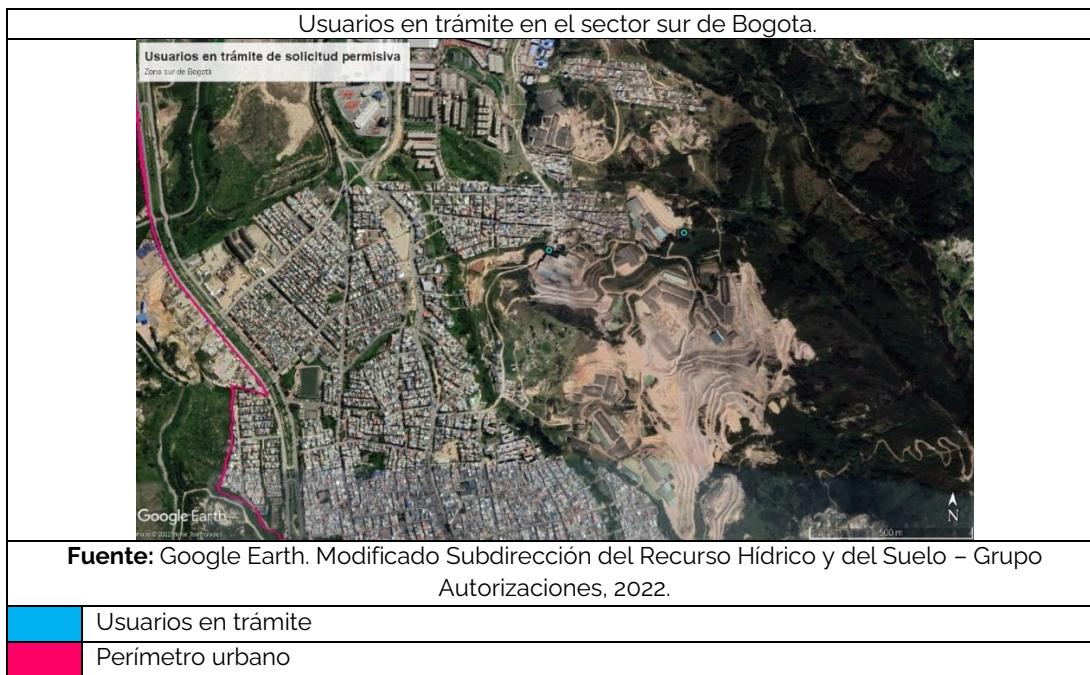 Usuarios en trámite en el sector sur de Bogota.
Usuarios en trámite de solicitud permisiva
Zona sur de Bogotá
Google Earth
N
500 m
Fuente: Google Earth. Modificado Subdirección del Recurso Hídrico y del Suelo – Grupo
Autorizaciones, 2022.
Usuarios en trámite
Perímetro urbano